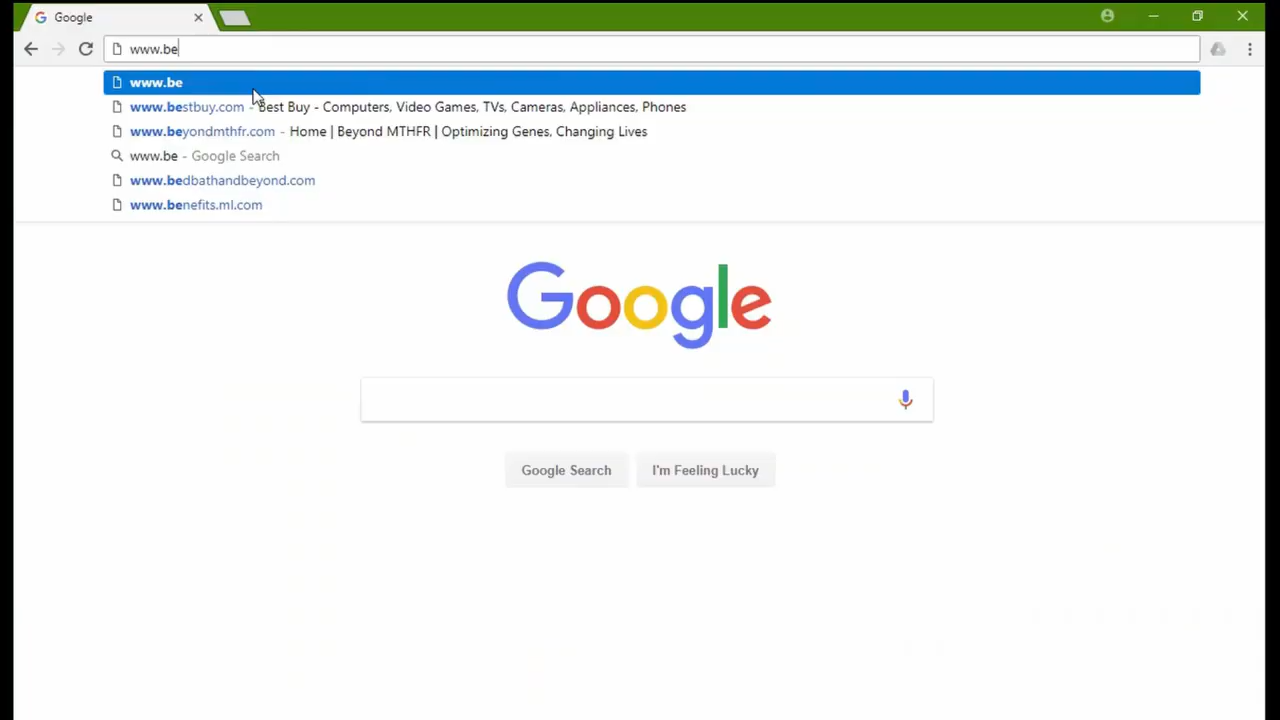 Google
www.be
www.be
www.bestbuy.com - Best Buy - Computers, Video Games, TVs, Cameras, Appliances, Phones
www.beyondmthfr.com - Home | Beyond MTHFR | Optimizing Genes, Changing Lives
www.be - Google Search
www.bedbathandbeyond.com
www.benefits.ml.com
Google
Google Search I'm Feeling Lucky